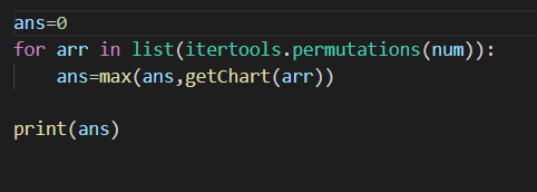 ans=0
for arr in list(itertools.permutations(num)):
    ans=max(ans,getChart(arr))

print(ans)